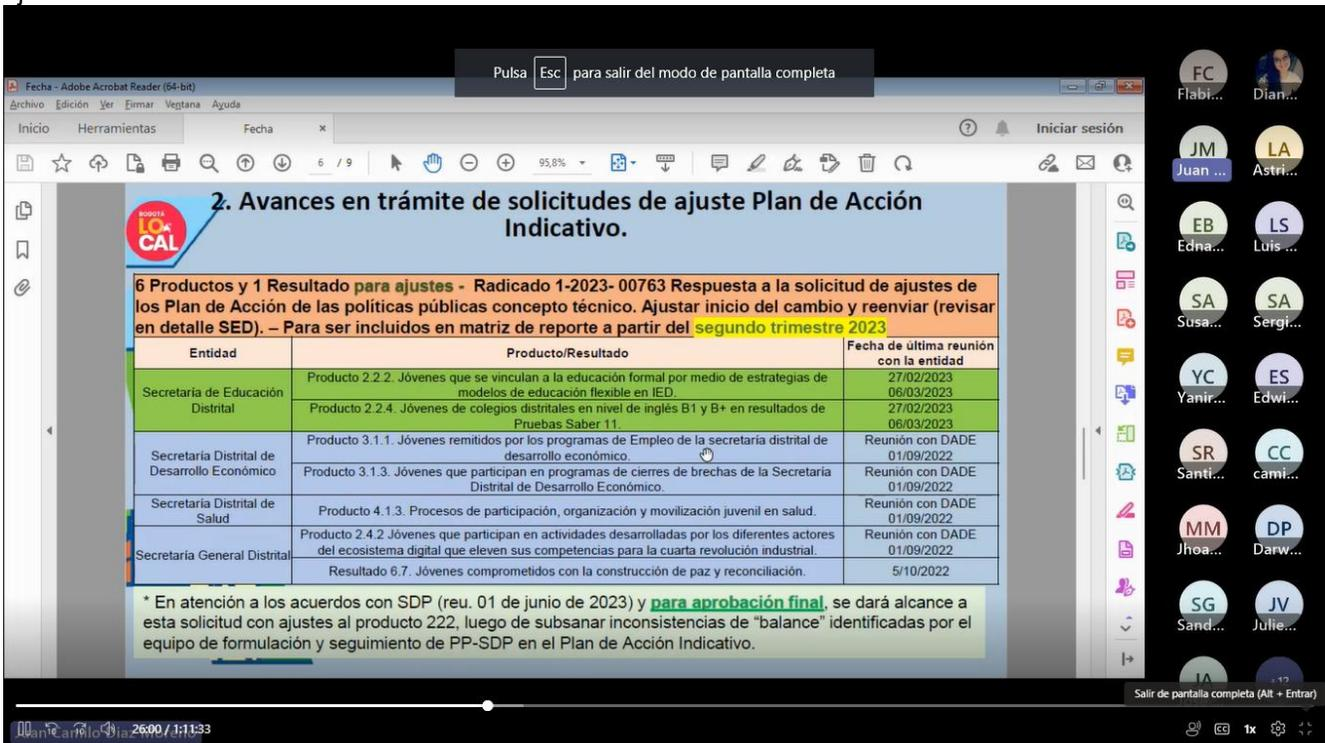 Pulsa Esc para salir del modo de pantalla completa
Fecha - Adobe Acrobat Reader (64-bit)
Archivo Edición Ver Firmar Ventana Ayuda
Inicio Herramientas Fecha × Iniciar sesión
6 / 9 95,8%
BOGOTÁ
LO
CAL
2. Avances en trámite de solicitudes de ajuste Plan de Acción
Indicativo.
6 Productos y 1 Resultado para ajustes - Radicado 1-2023- 00763 Respuesta a la solicitud de ajustes de
los Plan de Acción de las políticas públicas concepto técnico. Ajustar inicio del cambio y reenviar (revisar
en detalle SED). – Para ser incluidos en matriz de reporte a partir del segundo trimestre 2023
Entidad Producto/Resultado Fecha de última reunión
con la entidad
Secretaría de Educación
Distrital
Producto 2.2.2. Jóvenes que se vinculan a la educación formal por medio de estrategias de
modelos de educación flexible en IED.
27/02/2023
06/03/2023
Producto 2.2.4. Jóvenes de colegios distritales en nivel de inglés B1 y B+ en resultados de
Pruebas Saber 11.
27/02/2023
06/03/2023
Secretaría Distrital de
Desarrollo Económico
Producto 3.1.1. Jóvenes remitidos por los programas de Empleo de la secretaría distrital de
desarrollo económico.
Reunión con DADE
01/09/2022
Producto 3.1.3. Jóvenes que participan en programas de cierres de brechas de la Secretaría
Distrital de Desarrollo Económico.
Reunión con DADE
01/09/2022
Secretaría Distrital de
Salud
Producto 4.1.3. Procesos de participación, organización y movilización juvenil en salud.
Reunión con DADE
01/09/2022
Secretaría General Distrital
Producto 2.4.2 Jóvenes que participan en actividades desarrolladas por los diferentes actores
del ecosistema digital que eleven sus competencias para la cuarta revolución industrial.
Reunión con DADE
01/09/2022
Resultado 6.7. Jóvenes comprometidos con la construcción de paz y reconciliación.
5/10/2022
* En atención a los acuerdos con SDP (reu. 01 de junio de 2023) y para aprobación final, se dará alcance a
esta solicitud con ajustes al producto 222, luego de subsanar inconsistencias de “balance” identificadas por el
equipo de formulación y seguimiento de PP-SDP en el Plan de Acción Indicativo.
FC
Flabi... Dian...
JM LA
Juan ... Astri...
EB LS
Edna... Luis ...
SA SA
Susa... Sergi...
YC ES
Yanir... Edwi...
SR CC
Santi... cami...
MM DP
Jhoa... Darw...
SG JV
Sand... Julie...
JA +12
Salir de pantalla completa (Alt + Entrar)
Juan Camilo Diaz Moreno
26:00 / 1:11:33
CC 1x